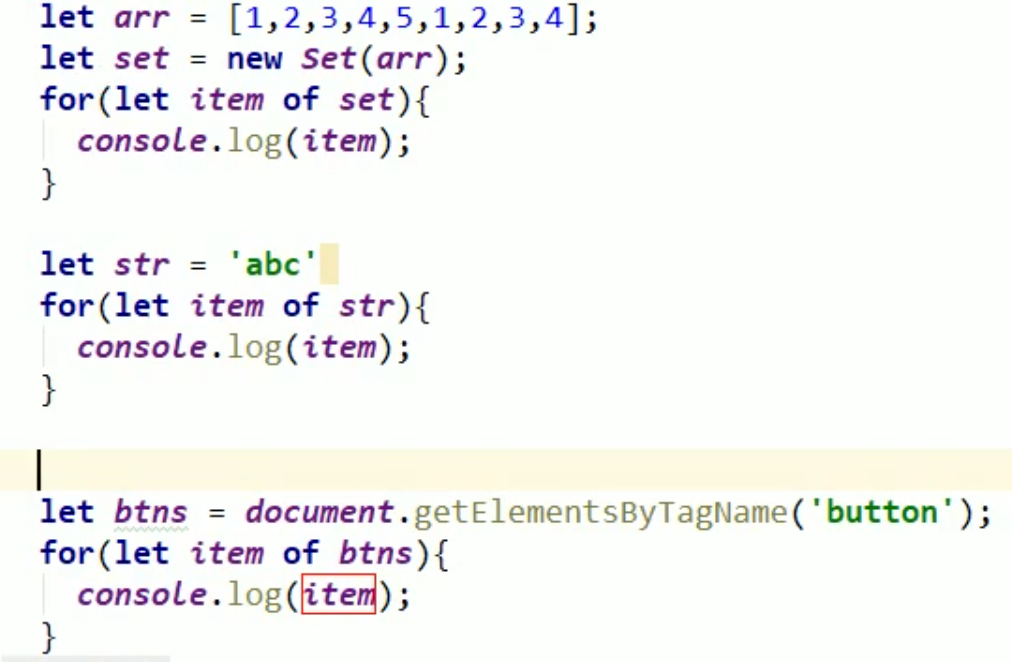 let arr = [1,2,3,4,5,1,2,3,4];
let set = new Set(arr);
for(let item of set){
  console.log(item);
}
let str = 'abc'
for(let item of str){
  console.log(item);
}
let btns = document.getElementsByTagName('button');
for(let item of btns){
  console.log(item);
}